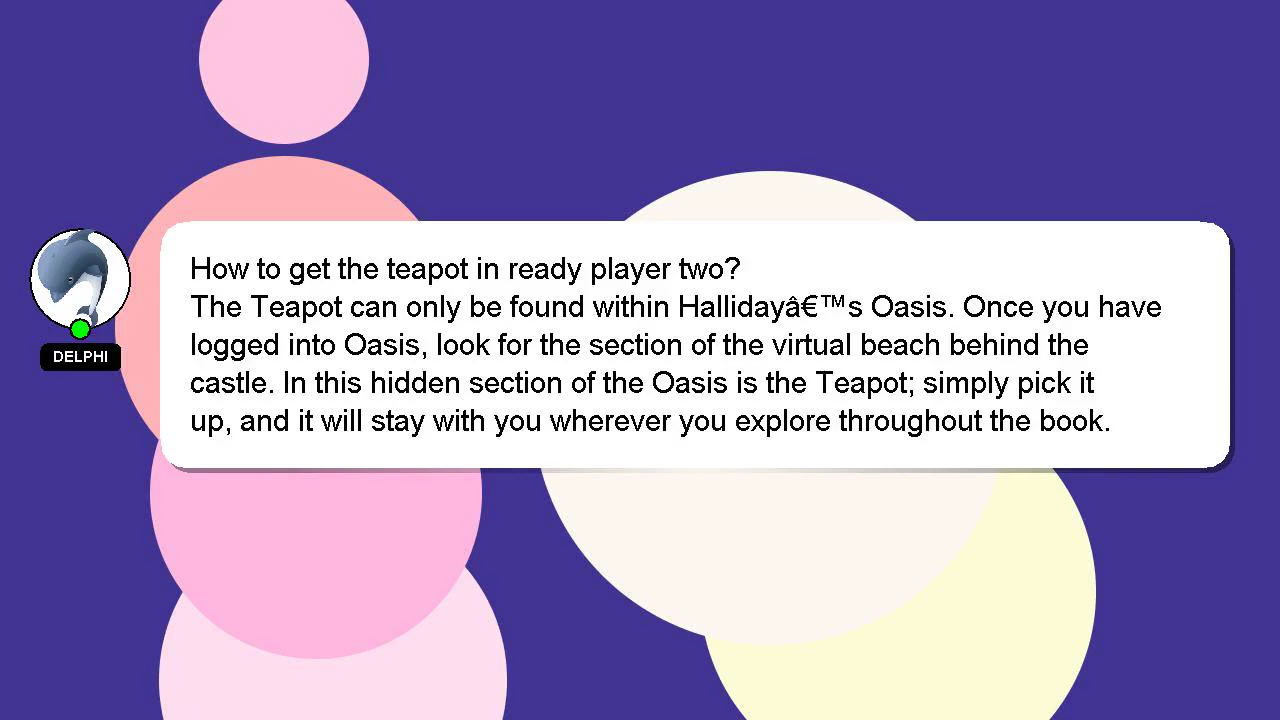 How to get the teapot in ready player two?
The Teapot can only be found within Hallidayâ€™s Oasis. Once you have
logged into Oasis, look for the section of the virtual beach behind the
castle. In this hidden section of the Oasis is the Teapot; simply pick it
up, and it will stay with you wherever you explore throughout the book.
DELPHI